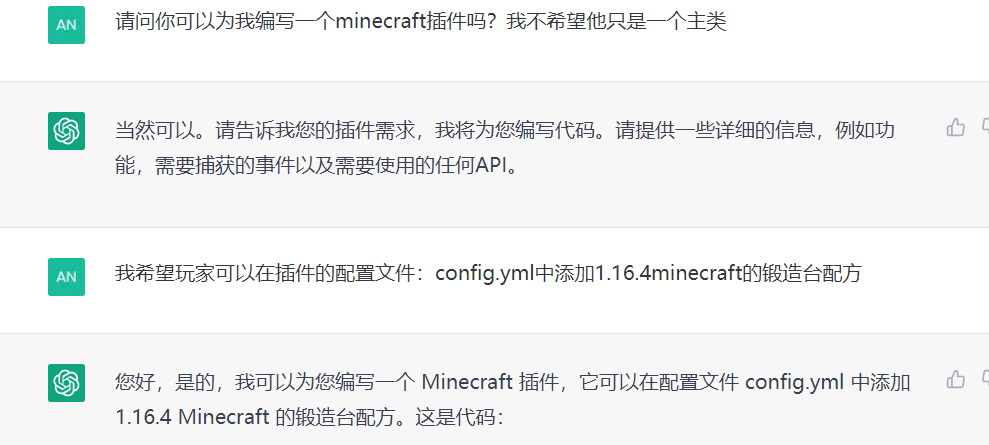 AN
请问你可以为我编写一个minecraft插件吗？我不希望他只是一个主类
当然可以。请告诉我您的插件需求，我将为您编写代码。请提供一些详细的信息，例如功
能，需要捕获的事件以及需要使用的任何API。
AN
我希望玩家可以在插件的配置文件：config.yml中添加1.16.4minecraft的锻造台配方
您好，是的，我可以为您编写一个 Minecraft 插件，它可以在配置文件 config.yml 中添加
1.16.4 Minecraft 的锻造台配方。这是代码：